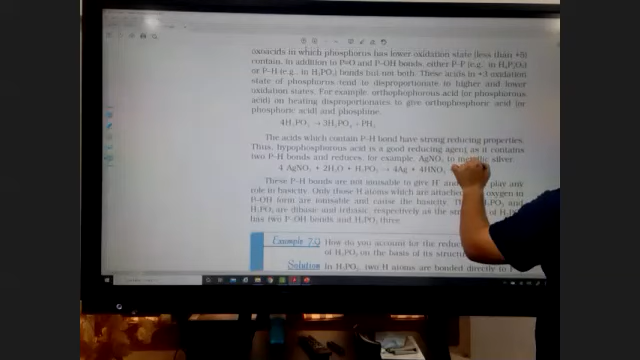 oxoacids in which phosphorus has lower oxidation state (less than +5)
contain, in addition to P=O and P–OH bonds, either P–P (e.g., in H₄P₂O₆)
or P–H (e.g., in H₃PO₂) bonds but not both. These acids in +3 oxidation
state of phosphorus tend to disproportionate to higher and lower
oxidation states. For example, orthophosphorous acid (or phosphorous
acid) on heating disproportionates to give orthophosphoric acid (or
phosphoric acid) and phosphine.
4H₃PO₃ → 3H₃PO₄ + PH₃
The acids which contain P–H bond have strong reducing properties.
Thus, hypophosphorous acid is a good reducing agent as it contains
two P–H bonds and reduces, for example, AgNO₃ to silver.
4 AgNO₃ + 2H₂O + H₃PO₂ → 4Ag + 4HNO₃
These P–H bonds are not ionisable to give H⁺ and play any
role in basicity. Only those H atoms which are attached oxygen in
P–OH form are ionisable and cause the basicity. and
H₃PO₄ are dibasic and tribasic, respectively as the of
has two P–OH bonds and H₃PO₄ three.
Example 7.9 How do you account for the
of H₃PO₂ on the basis of its
Solution In H₃PO₂, two H atoms are bonded directly to P